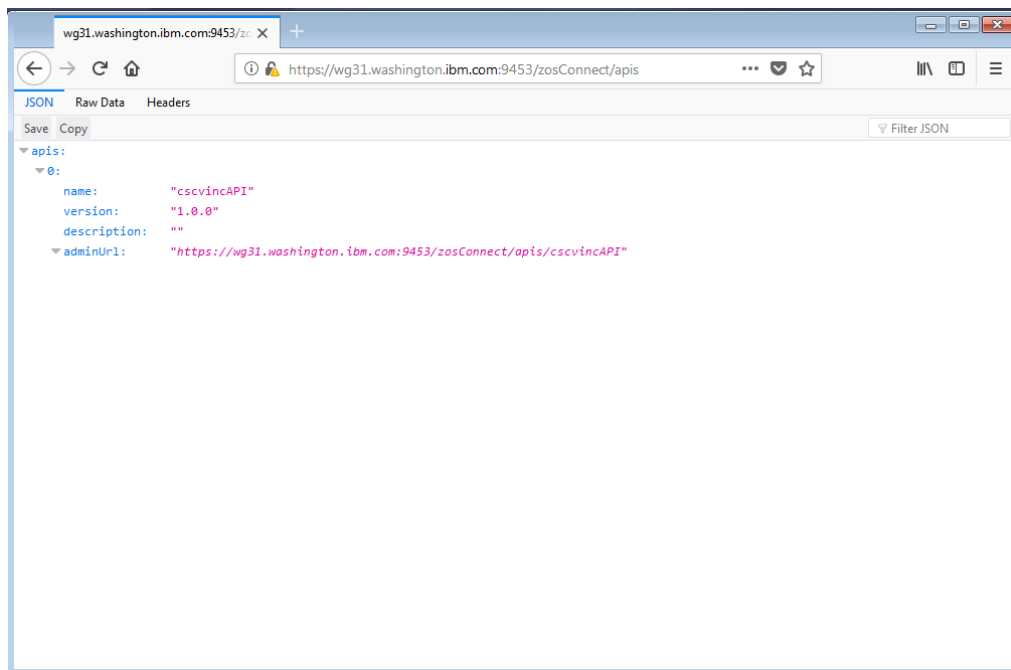 wg31.washington.ibm.com:9453/zo
https://wg31.washington.ibm.com:9453/zosConnect/apis
JSON Raw Data Headers
Save Copy Filter JSON
apis:
0:
name: "cscvincAPI"
version: "1.0.0"
description: ""
adminUrl: "https://wg31.washington.ibm.com:9453/zosConnect/apis/cscvincAPI"